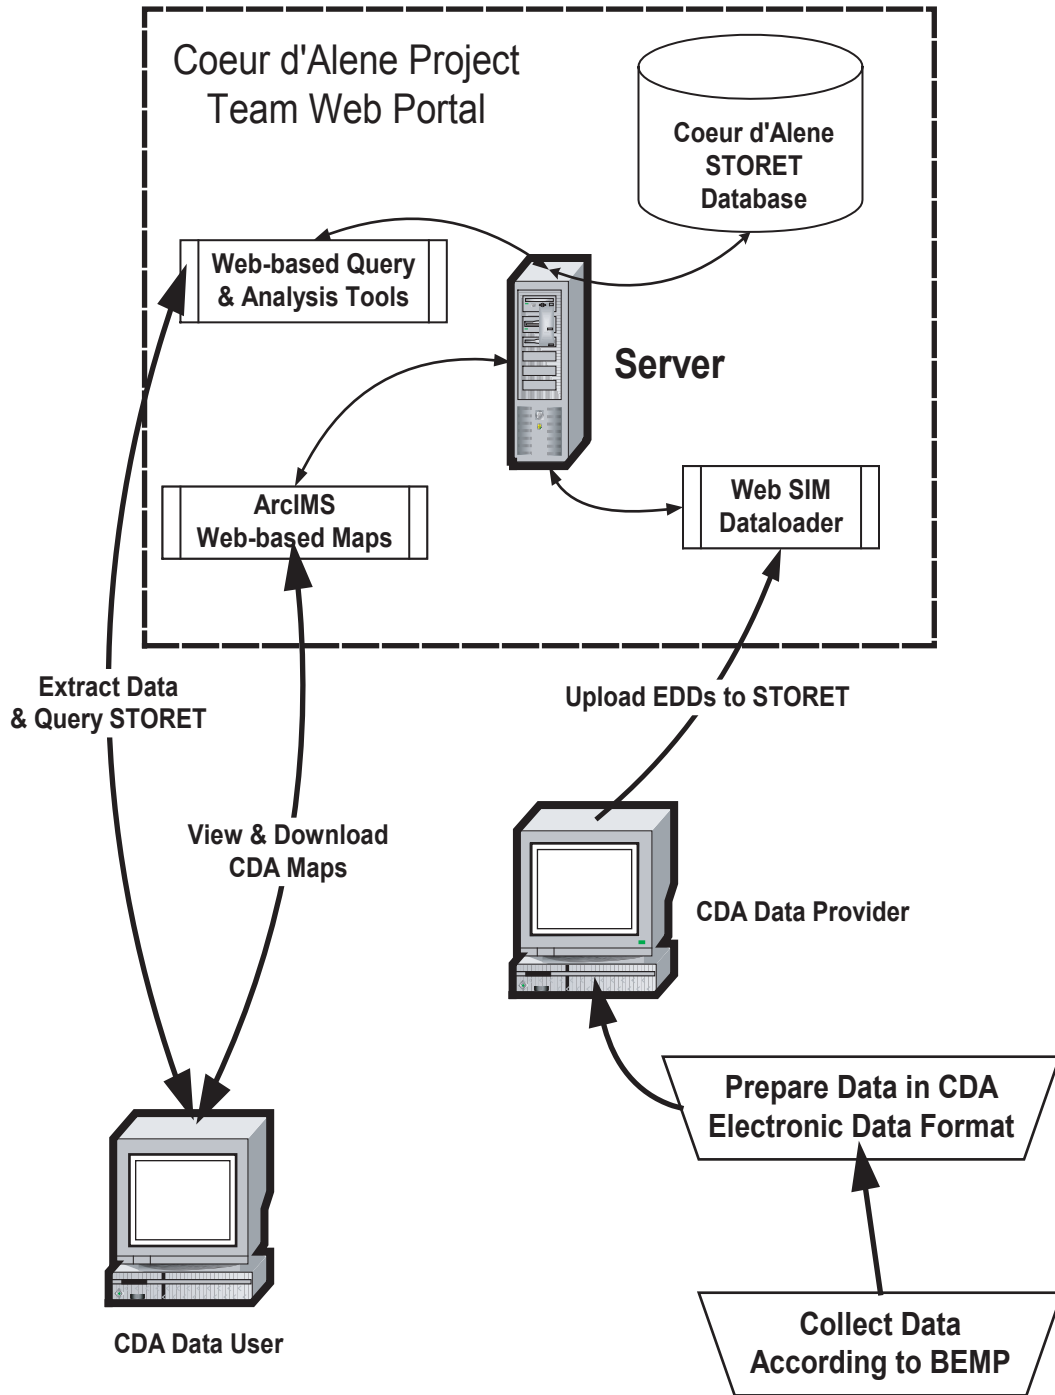 Coeur d'Alene Project
Team Web Portal
Coeur d'Alene
STORET
Database
Web-based Query
& Analysis Tools
Server
ArcIMS
Web-based Maps
Web SIM
Dataloader
Extract Data
& Query STORET
Upload EDDs to STORET
View & Download
CDA Maps
CDA Data Provider
Prepare Data in CDA
Electronic Data Format
CDA Data User
Collect Data
According to BEMP